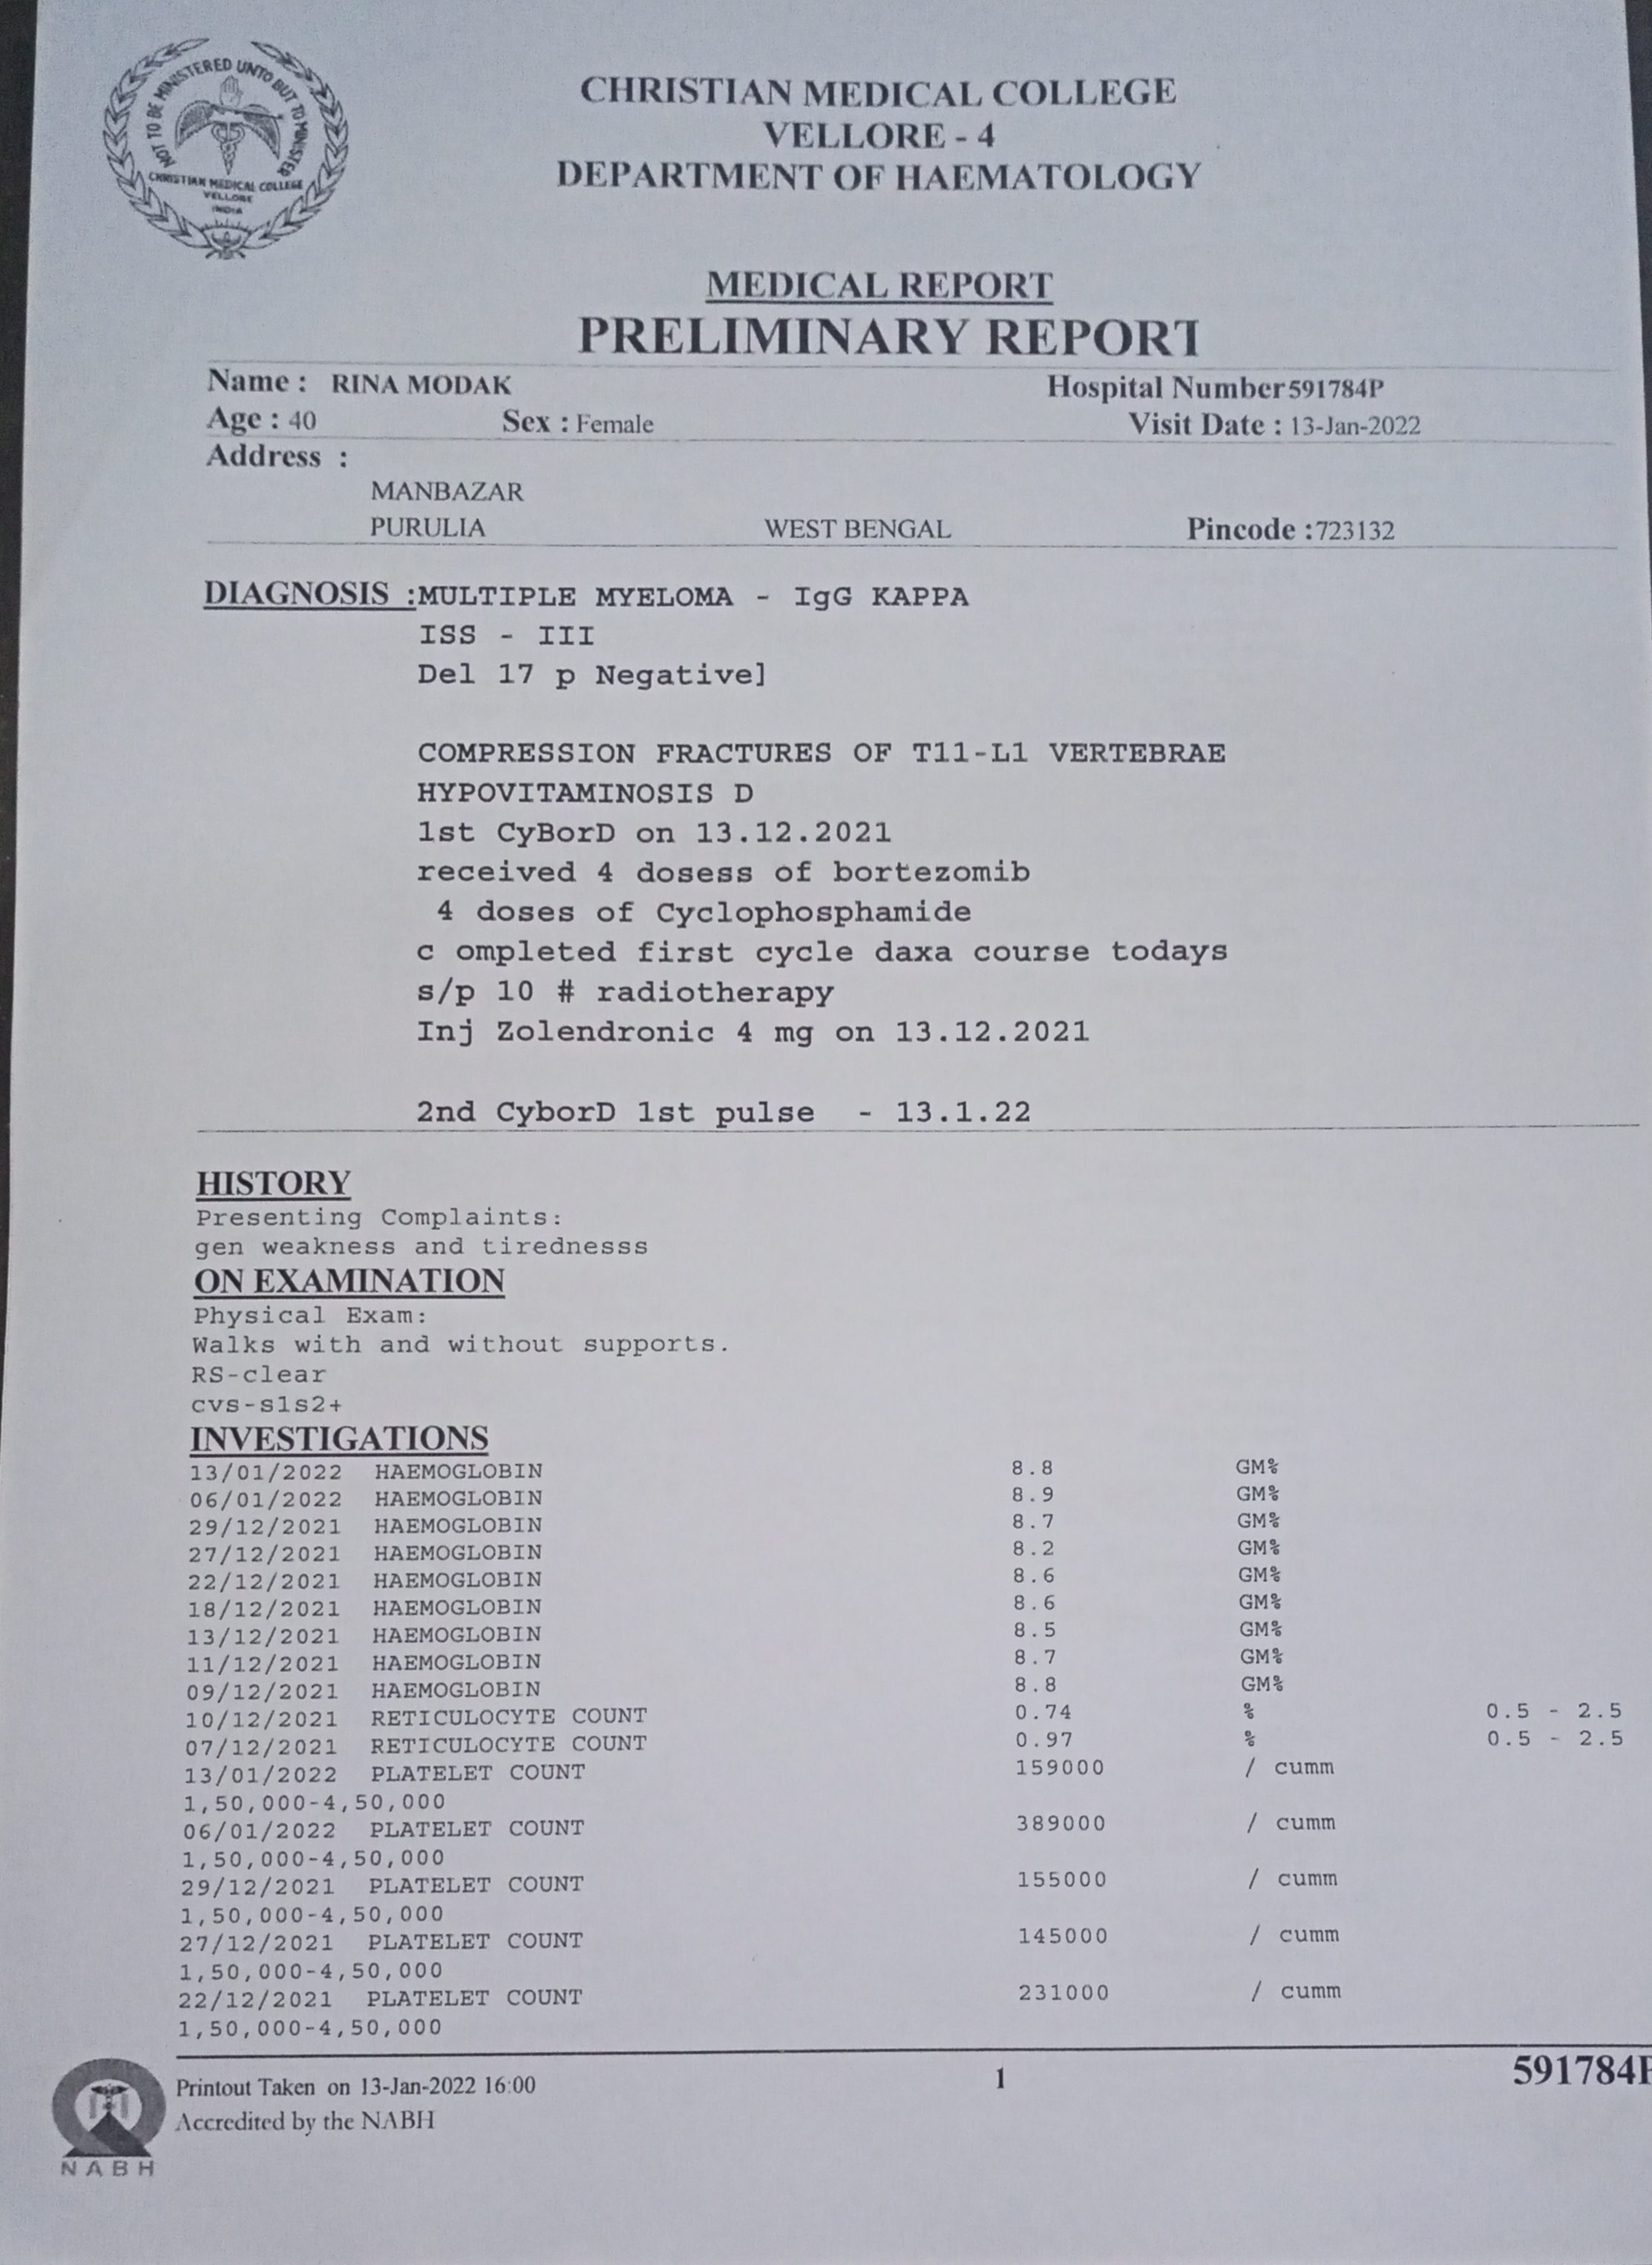 NOT TO BE MINISTERED UNTO BUT TO MINISTER
CHRISTIAN MEDICAL COLLEGE
VELLORE
INDIA
CHRISTIAN MEDICAL COLLEGE
VELLORE - 4
DEPARTMENT OF HAEMATOLOGY
MEDICAL REPORT
PRELIMINARY REPORT
Name : RINA MODAK Hospital Number 591784P
Age : 40 Sex : Female Visit Date : 13-Jan-2022
Address :
MANBAZAR
PURULIA WEST BENGAL Pincode : 723132
DIAGNOSIS :MULTIPLE MYELOMA - IgG KAPPA
ISS - III
Del 17 p Negative]
COMPRESSION FRACTURES OF T11-L1 VERTEBRAE
HYPOVITAMINOSIS D
1st CyBorD on 13.12.2021
received 4 dosess of bortezomib
4 doses of Cyclophosphamide
c ompleted first cycle daxa course todays
s/p 10 # radiotherapy
Inj Zolendronic 4 mg on 13.12.2021
2nd CyborD 1st pulse - 13.1.22
HISTORY
Presenting Complaints:
gen weakness and tirednesss
ON EXAMINATION
Physical Exam:
Walks with and without supports.
RS-clear
cvs-s1s2+
INVESTIGATIONS
13/01/2022 HAEMOGLOBIN 8.8 GM%
06/01/2022 HAEMOGLOBIN 8.9 GM%
29/12/2021 HAEMOGLOBIN 8.7 GM%
27/12/2021 HAEMOGLOBIN 8.2 GM%
22/12/2021 HAEMOGLOBIN 8.6 GM%
18/12/2021 HAEMOGLOBIN 8.6 GM%
13/12/2021 HAEMOGLOBIN 8.5 GM%
11/12/2021 HAEMOGLOBIN 8.7 GM%
09/12/2021 HAEMOGLOBIN 8.8 GM%
10/12/2021 RETICULOCYTE COUNT 0.74 % 0.5 - 2.5
07/12/2021 RETICULOCYTE COUNT 0.97 % 0.5 - 2.5
13/01/2022 PLATELET COUNT 159000 / cumm
1,50,000-4,50,000
06/01/2022 PLATELET COUNT 389000 / cumm
1,50,000-4,50,000
29/12/2021 PLATELET COUNT 155000 / cumm
1,50,000-4,50,000
27/12/2021 PLATELET COUNT 145000 / cumm
1,50,000-4,50,000
22/12/2021 PLATELET COUNT 231000 / cumm
1,50,000-4,50,000
Printout Taken on 13-Jan-2022 16:00 1 591784P
Accredited by the NABH
NABH